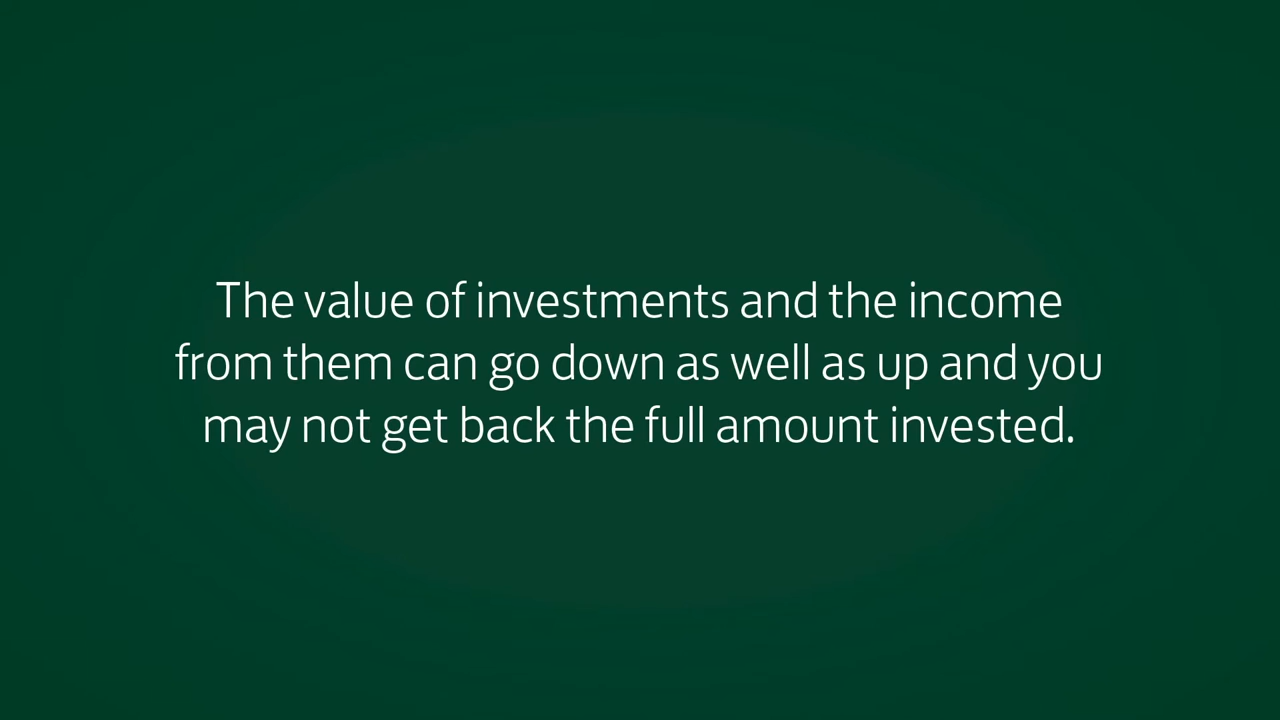 The value of investments and the income
from them can go down as well as up and you
may not get back the full amount invested.